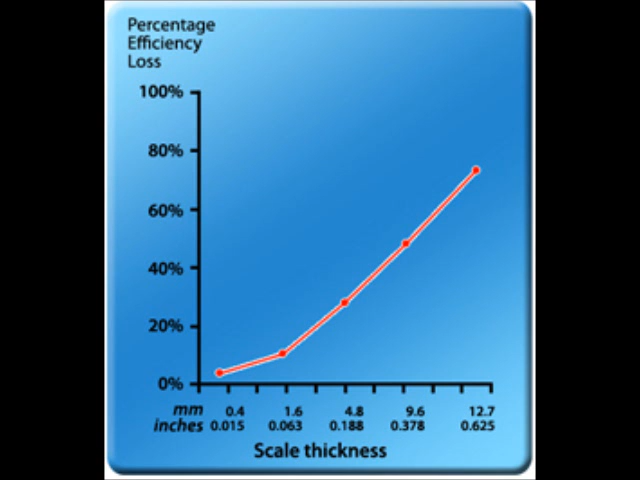 Percentage
Efficiency
Loss
100%
80%
60%
40%
20%
0%
mm 0.4 1.6 4.8 9.6 12.7
inches 0.015 0.063 0.188 0.378 0.625
Scale thickness